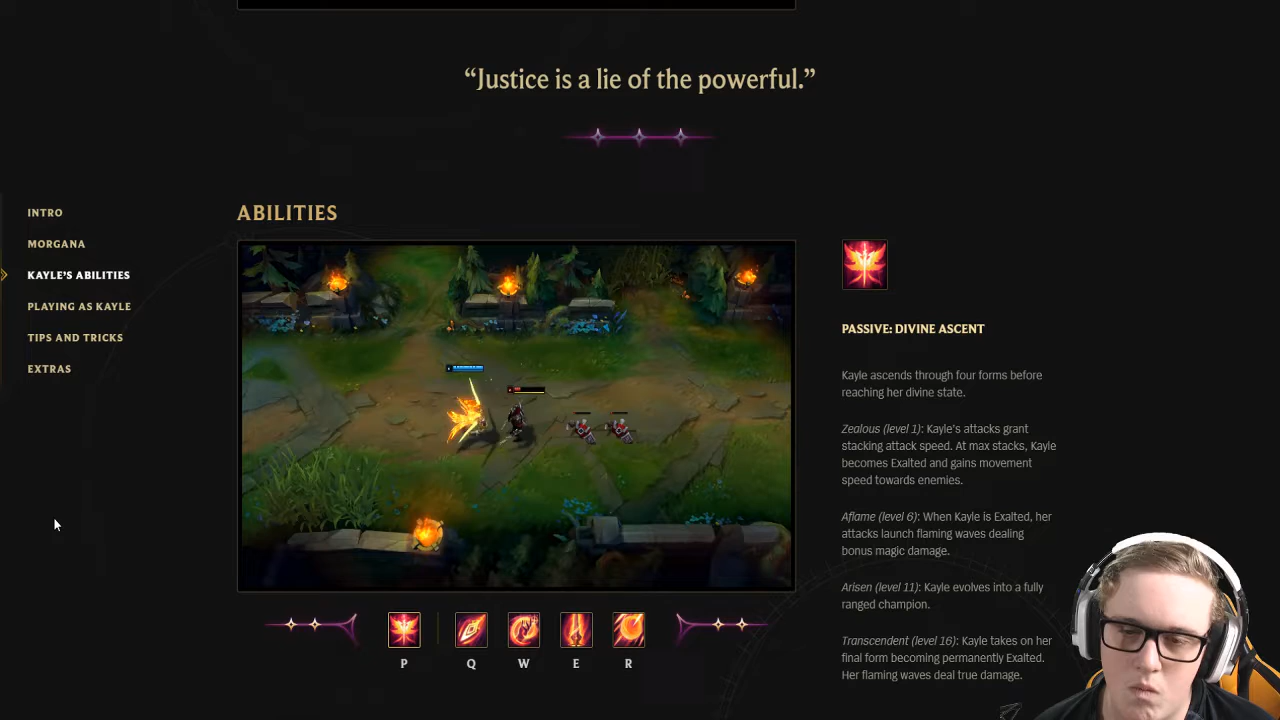 “Justice is a lie of the powerful.”
INTRO
MORGANA
KAYLE'S ABILITIES
PLAYING AS KAYLE
TIPS AND TRICKS
EXTRAS
ABILITIES
P
Q
W
E
R
PASSIVE: DIVINE ASCENT
Kayle ascends through four forms before
reaching her divine state.
Zealous (level 1): Kayle's attacks grant
stacking attack speed. At max stacks, Kayle
becomes Exalted and gains movement
speed towards enemies.
Aflame (level 6): When Kayle is Exalted, her
attacks launch flaming waves dealing
bonus magic damage.
Arisen (level 11): Kayle evolves into a fully
ranged champion.
Transcendent (level 16): Kayle takes on her
final form becoming permanently Exalted.
Her flaming waves deal true damage.